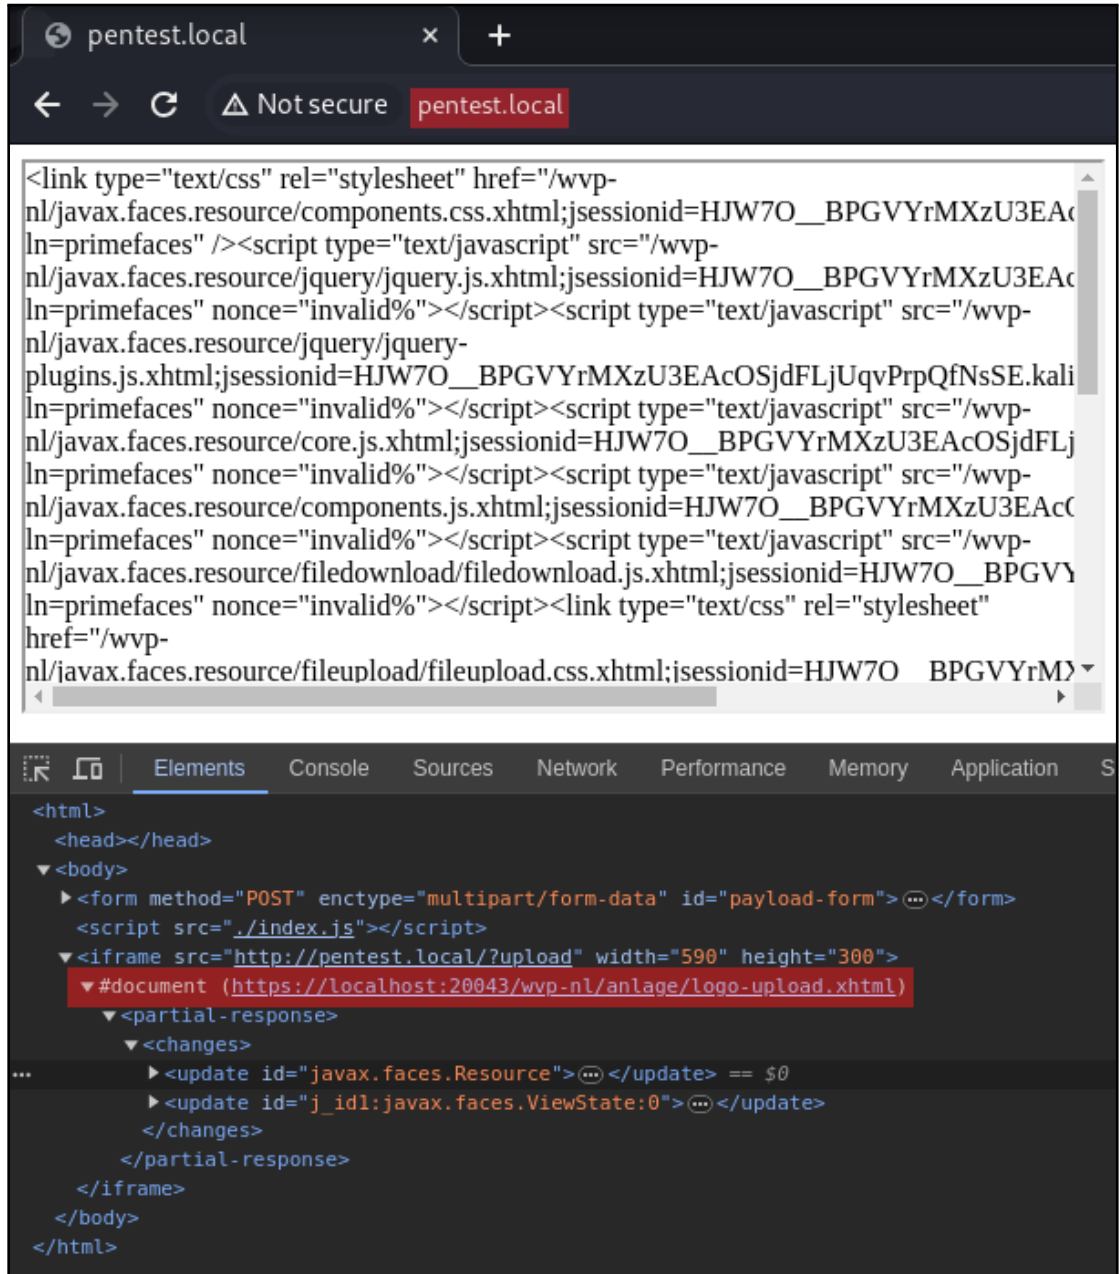 pentest.local × +
Not secure pentest.local
<link type="text/css" rel="stylesheet" href="/wvp-
nl/javax.faces.resource/components.css.xhtml;jsessionid=HJW7O__BPGVYrMXzU3EAc
ln=primefaces" /><script type="text/javascript" src="/wvp-
nl/javax.faces.resource/jquery/jquery.js.xhtml;jsessionid=HJW7O__BPGVYrMXzU3EAc
ln=primefaces" nonce="invalid%"></script><script type="text/javascript" src="/wvp-
nl/javax.faces.resource/jquery/jquery-
plugins.js.xhtml;jsessionid=HJW7O__BPGVYrMXzU3EAcOSjdFLjUqvPrpQfNsSE.kali
ln=primefaces" nonce="invalid%"></script><script type="text/javascript" src="/wvp-
nl/javax.faces.resource/core.js.xhtml;jsessionid=HJW7O__BPGVYrMXzU3EAcOSjdFLj
ln=primefaces" nonce="invalid%"></script><script type="text/javascript" src="/wvp-
nl/javax.faces.resource/components.js.xhtml;jsessionid=HJW7O__BPGVYrMXzU3EAcO
ln=primefaces" nonce="invalid%"></script><script type="text/javascript" src="/wvp-
nl/javax.faces.resource/filedownload/filedownload.js.xhtml;jsessionid=HJW7O__BPGVY
ln=primefaces" nonce="invalid%"></script><link type="text/css" rel="stylesheet"
href="/wvp-
nl/javax.faces.resource/fileupload/fileupload.css.xhtml;jsessionid=HJW7O__BPGVYrMX
Elements Console Sources Network Performance Memory Application S
<html>
<head></head>
<body>
<form method="POST" enctype="multipart/form-data" id="payload-form">…</form>
<script src="./index.js"></script>
<iframe src="http://pentest.local/?upload" width="590" height="300">
#document (https://localhost:20043/wvp-nl/anlage/logo-upload.xhtml)
<partial-response>
<changes>
<update id="javax.faces.Resource">…</update> == $0
<update id="j_id1:javax.faces.ViewState:0">…</update>
</changes>
</partial-response>
</iframe>
</body>
</html>